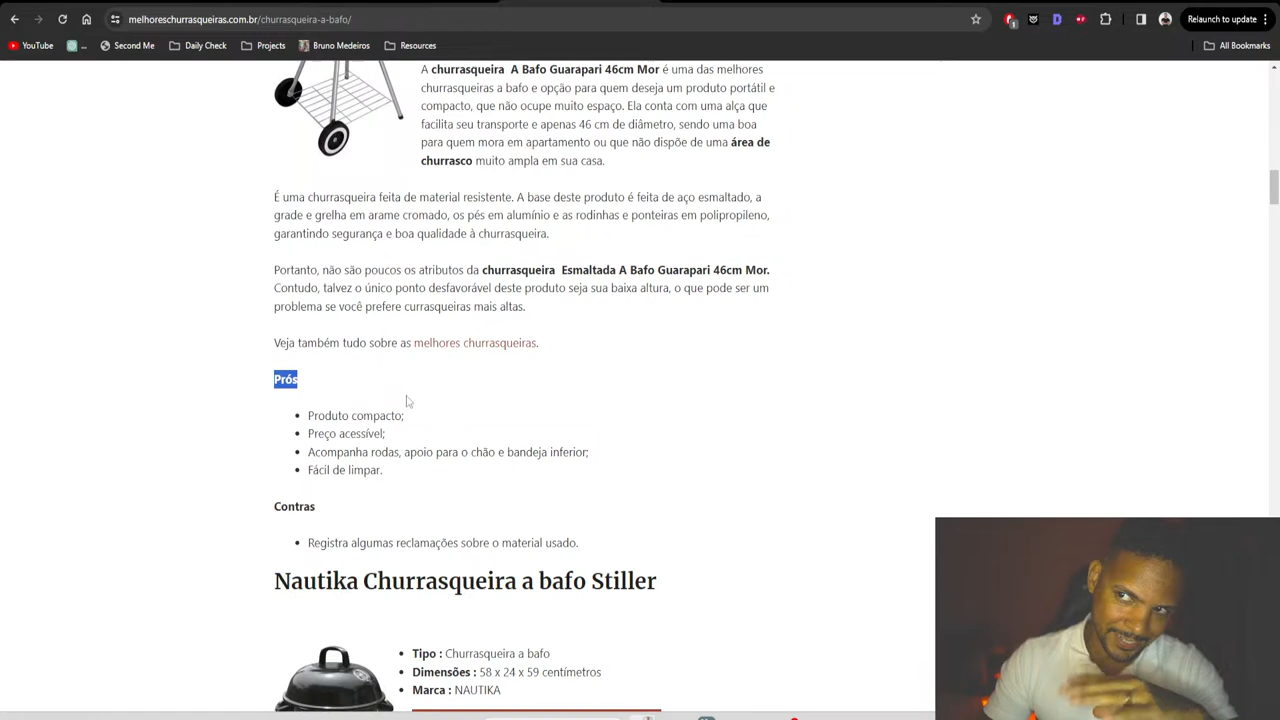 melhoreschurrasqueiras.com.br/churrasqueira-a-bafo/
Relaunch to update
YouTube
...
Second Me
Daily Check
Projects
Bruno Medeiros
Resources
All Bookmarks
A churrasqueira A Bafo Guarapari 46cm Mor é uma das melhores
churrasqueiras a bafo e opção para quem deseja um produto portátil e
compacto, que não ocupe muito espaço. Ela conta com uma alça que
facilita seu transporte e apenas 46 cm de diâmetro, sendo uma boa
para quem mora em apartamento ou que não dispõe de uma área de
churrasco muito ampla em sua casa.
É uma churrasqueira feita de material resistente. A base deste produto é feita de aço esmaltado, a
grade e grelha em arame cromado, os pés em alumínio e as rodinhas e ponteiras em polipropileno,
garantindo segurança e boa qualidade à churrasqueira.
Portanto, não são poucos os atributos da churrasqueira Esmaltada A Bafo Guarapari 46cm Mor.
Contudo, talvez o único ponto desfavorável deste produto seja sua baixa altura, o que pode ser um
problema se você prefere currasqueiras mais altas.
Veja também tudo sobre as melhores churrasqueiras.
Prós
• Produto compacto;
• Preço acessível;
• Acompanha rodas, apoio para o chão e bandeja inferior;
• Fácil de limpar.
Contras
• Registra algumas reclamações sobre o material usado.
Nautika Churrasqueira a bafo Stiller
• Tipo : Churrasqueira a bafo
• Dimensões : 58 x 24 x 59 centímetros
• Marca : NAUTIKA